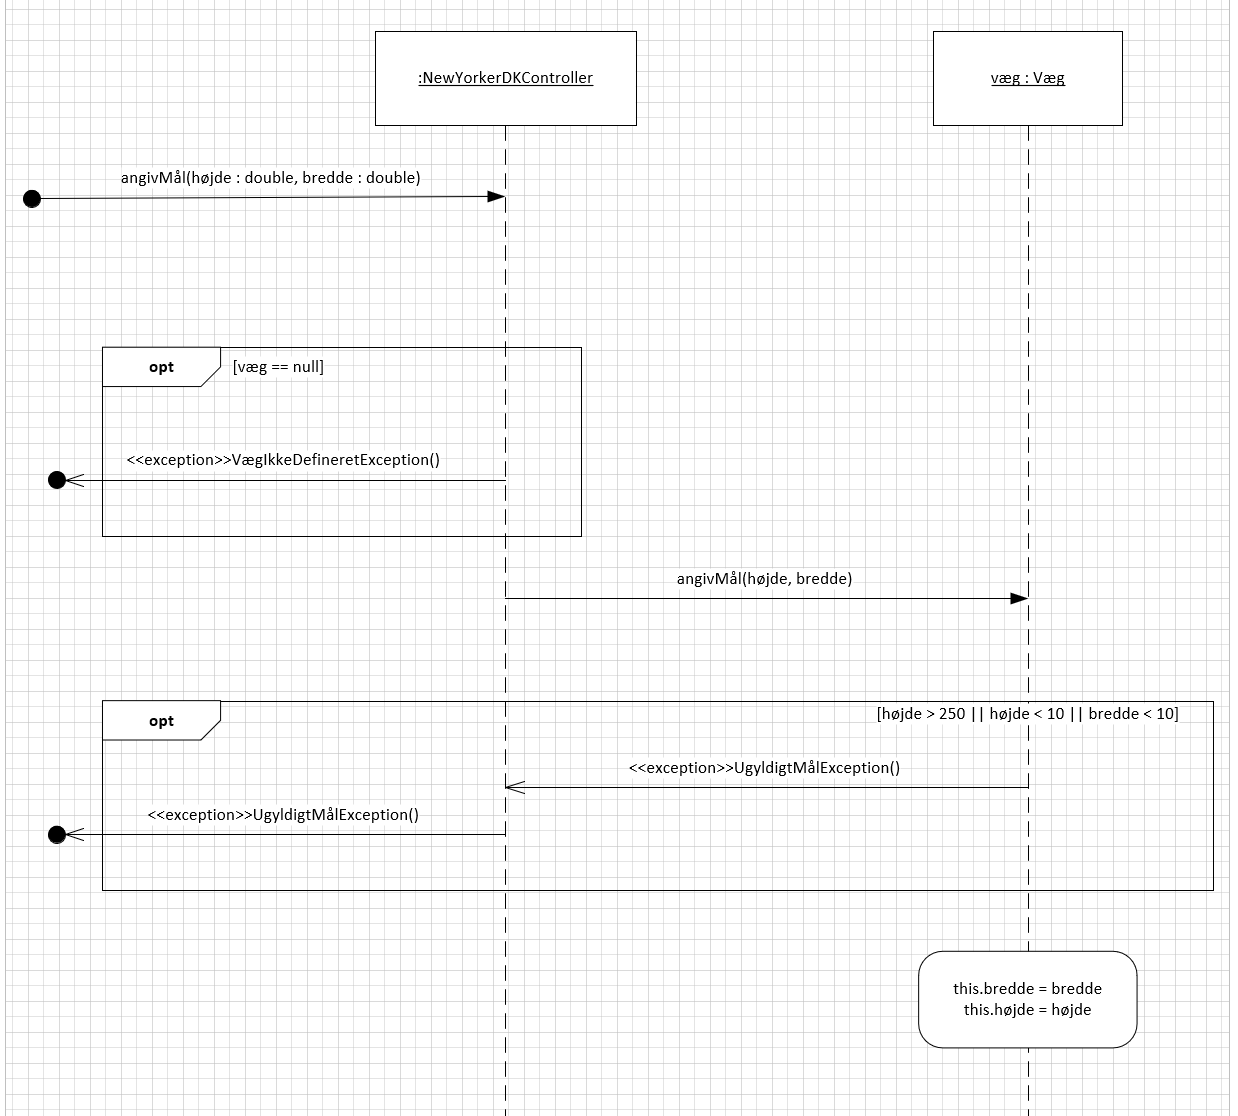 :NewYorkerDKController
væg : Væg
angivMål(højde : double, bredde : double)
opt
[væg == null]
<<exception>>VægIkkeDefineretException()
angivMål(højde, bredde)
opt
[højde > 250 || højde < 10 || bredde < 10]
<<exception>>UgyldigtMålException()
<<exception>>UgyldigtMålException()
this.bredde = bredde
this.højde = højde